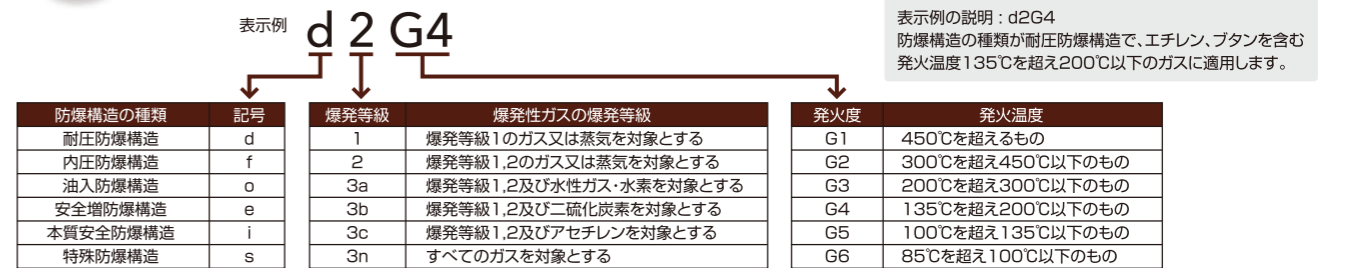 表示例 d 2 G4
表示例の説明：d2G4
防爆構造の種類が耐圧防爆構造で、エチレン、ブタンを含む
発火温度135℃を超え200℃以下のガスに適用します。
防爆構造の種類 記号
耐圧防爆構造 d
内圧防爆構造 f
油入防爆構造 o
安全増防爆構造 e
本質安全防爆構造 i
特殊防爆構造 s
爆発等級 爆発性ガスの爆発等級
1 爆発等級1のガス又は蒸気を対象とする
2 爆発等級1,2のガス又は蒸気を対象とする
3a 爆発等級1,2及び水性ガス・水素を対象とする
3b 爆発等級1,2及び二硫化炭素を対象とする
3c 爆発等級1,2及びアセチレンを対象とする
3n すべてのガスを対象とする
発火度 発火温度
G1 450℃を超えるもの
G2 300℃を超え450℃以下のもの
G3 200℃を超え300℃以下のもの
G4 135℃を超え200℃以下のもの
G5 100℃を超え135℃以下のもの
G6 85℃を超え100℃以下のもの